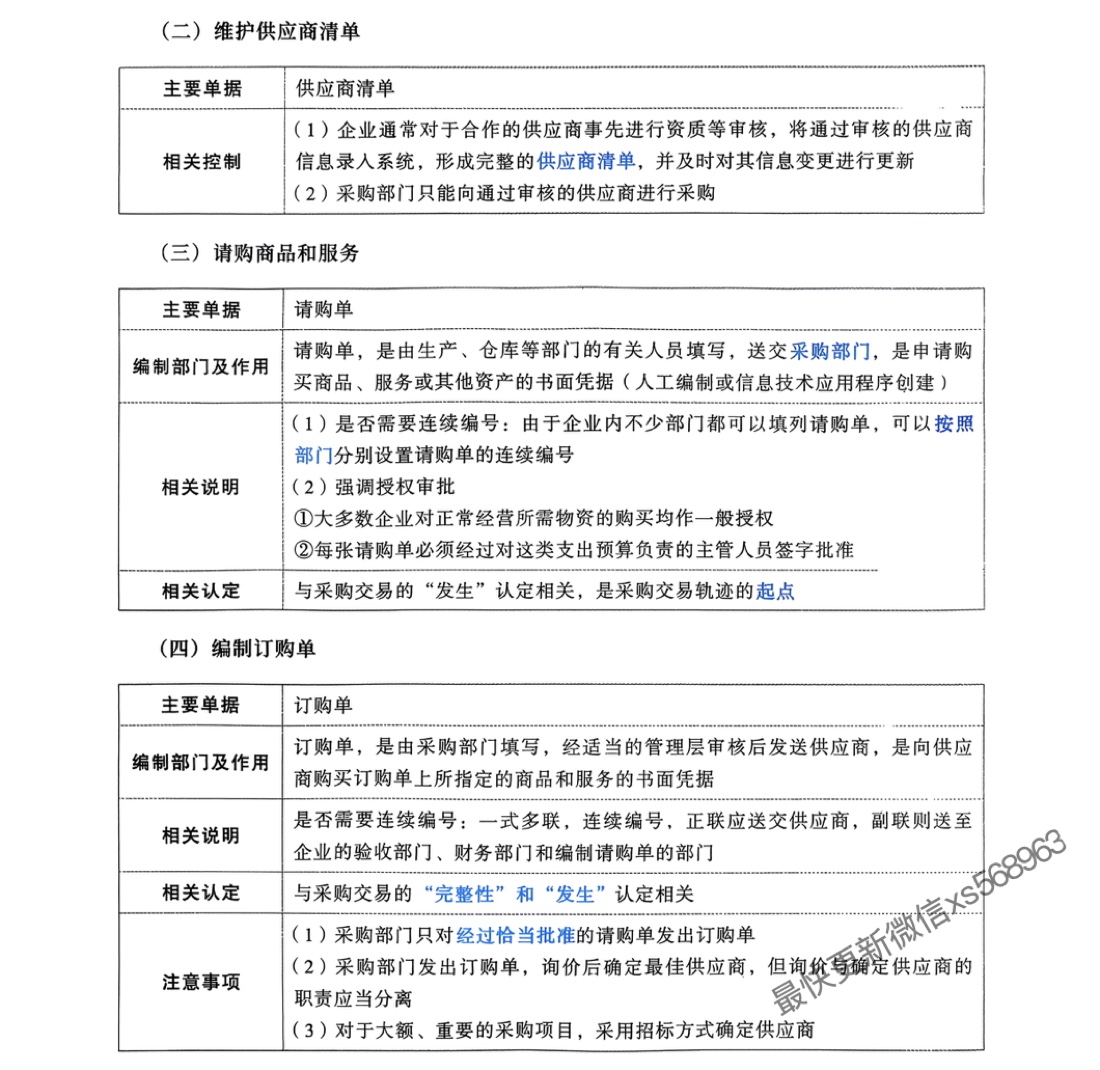 （二）维护供应商清单
主要单据
供应商清单
相关控制
（1）企业通常对于合作的供应商事先进行资质等审核，将通过审核的供应商
信息录入系统，形成完整的供应商清单，并及时对其信息变更进行更新
（2）采购部门只能向通过审核的供应商进行采购
（三）请购商品和服务
主要单据
请购单
编制部门及作用
请购单，是由生产、仓库等部门的有关人员填写，送交采购部门，是申请购
买商品、服务或其他资产的书面凭据（人工编制或信息技术应用程序创建）
相关说明
（1）是否需要连续编号：由于企业内不少部门都可以填列请购单，可以按照
部门分别设置请购单的连续编号
（2）强调授权审批
①大多数企业对正常经营所需物资的购买均作一般授权
②每张请购单必须经过对这类支出预算负责的主管人员签字批准
相关认定
与采购交易的“发生”认定相关，是采购交易轨迹的起点
（四）编制订购单
主要单据
订购单
编制部门及作用
订购单，是由采购部门填写，经适当的管理层审核后发送供应商，是向供应
商购买订购单上所指定的商品和服务的书面凭据
相关说明
是否需要连续编号：一式多联，连续编号，正联应送交供应商，副联则送至
企业的验收部门、财务部门和编制请购单的部门
相关认定
与采购交易的“完整性”和“发生”认定相关
注意事项
（1）采购部门只对经过恰当批准的请购单发出订购单
（2）采购部门发出订购单，询价后确定最佳供应商，但询价与确定供应商的
职责应当分离
（3）对于大额、重要的采购项目，采用招标方式确定供应商
最快更新微信xs568963